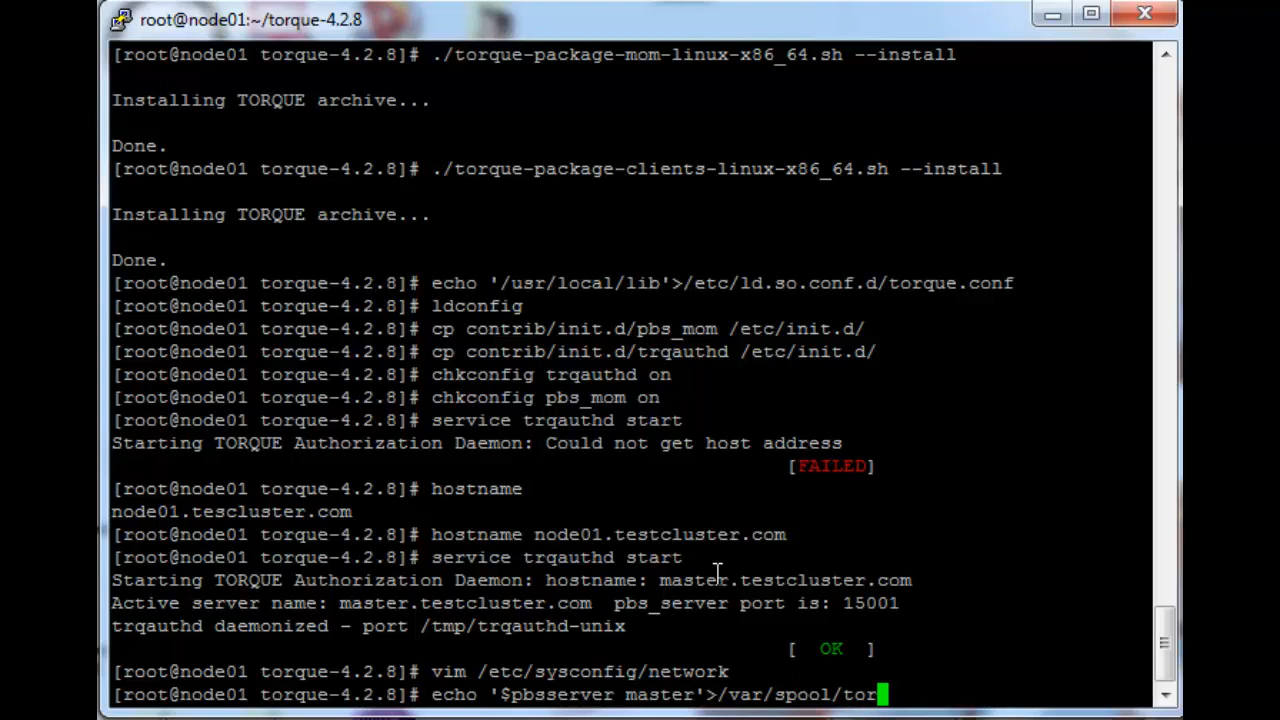 root@node01:~/torque-4.2.8
[root@node01 torque-4.2.8]# ./torque-package-mom-linux-x86_64.sh --install
Installing TORQUE archive...
Done.
[root@node01 torque-4.2.8]# ./torque-package-clients-linux-x86_64.sh --install
Installing TORQUE archive...
Done.
[root@node01 torque-4.2.8]# echo '/usr/local/lib'>/etc/ld.so.conf.d/torque.conf
[root@node01 torque-4.2.8]# ldconfig
[root@node01 torque-4.2.8]# cp contrib/init.d/pbs_mom /etc/init.d/
[root@node01 torque-4.2.8]# cp contrib/init.d/trqauthd /etc/init.d/
[root@node01 torque-4.2.8]# chkconfig trqauthd on
[root@node01 torque-4.2.8]# chkconfig pbs_mom on
[root@node01 torque-4.2.8]# service trqauthd start
Starting TORQUE Authorization Daemon: Could not get host address
[FAILED]
[root@node01 torque-4.2.8]# hostname
node01.tescluster.com
[root@node01 torque-4.2.8]# hostname node01.testcluster.com
[root@node01 torque-4.2.8]# service trqauthd start
Starting TORQUE Authorization Daemon: hostname: master.testcluster.com
Active server name: master.testcluster.com  pbs_server port is: 15001
trqauthd daemonized - port /tmp/trqauthd-unix
[  OK  ]
[root@node01 torque-4.2.8]# vim /etc/sysconfig/network
[root@node01 torque-4.2.8]# echo '$pbsserver master'>/var/spool/tor